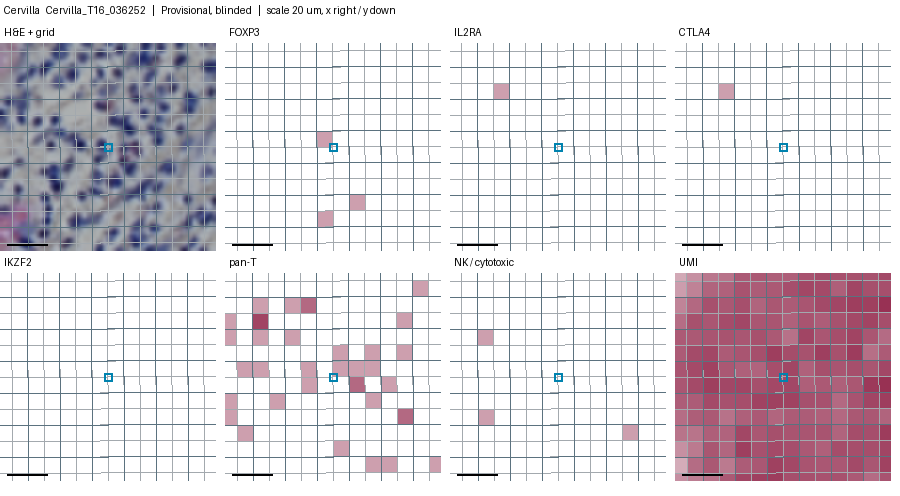 Cervilla Cervilla_T16_036252 | Provisional, blinded | scale 20 um, x right / y down
H&E + grid
FOXP3
IL2RA
CTLA4
IKZF2
pan-T
NK / cytotoxic
UMI